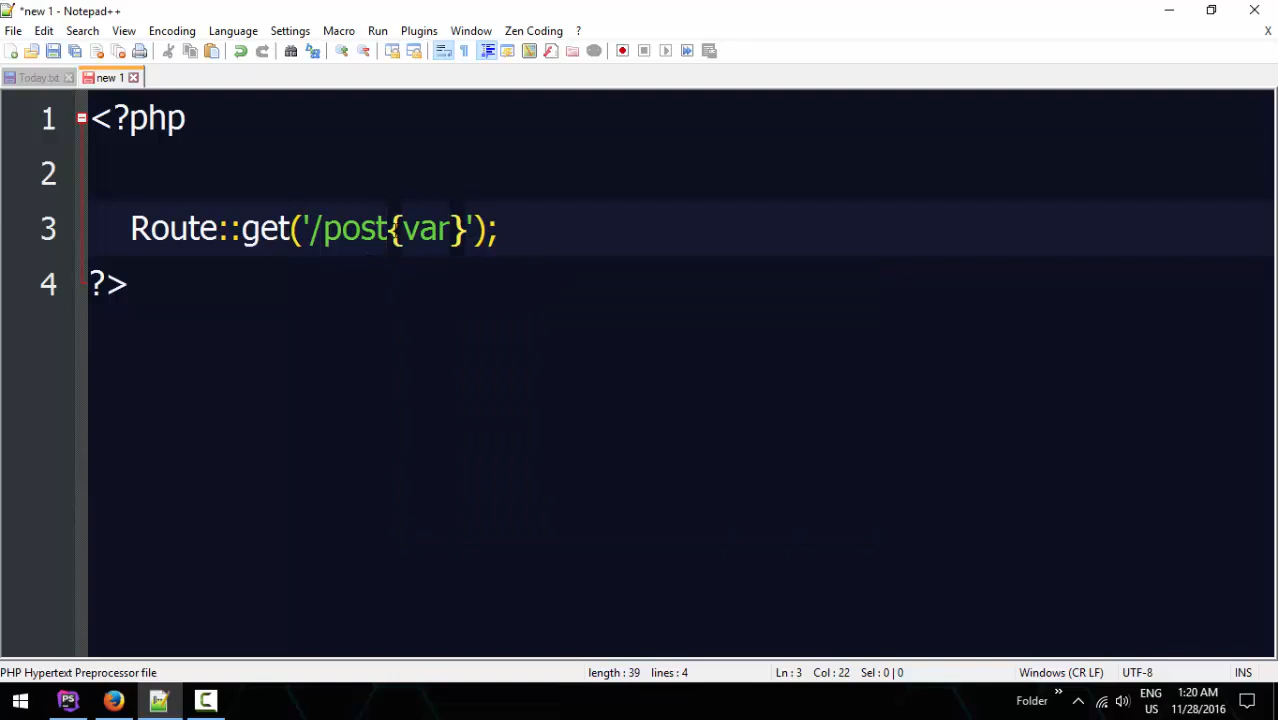 *new 1 - Notepad++
File Edit Search View Encoding Language Settings Macro Run Plugins Window Zen Coding ? X
Today.txt new 1
1 <?php
2
3 Route::get('/post{var}');
4 ?>
PHP Hypertext Preprocessor file length : 39 lines : 4 Ln : 3 Col : 22 Sel : 0 | 0 Windows (CR LF) UTF-8 INS
PS Folder ENG 1:20 AM
US 11/28/2016